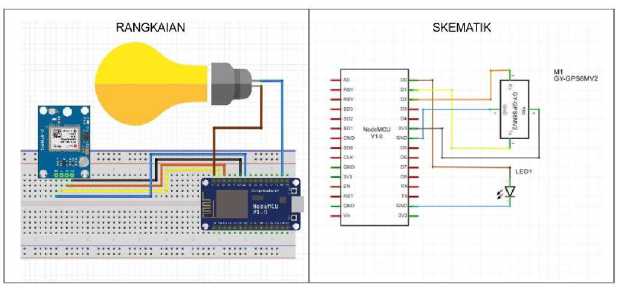 RANGKAIAN
SKEMATIK
NodeMCU
V1.0
M1
GY-GPS6MV2
A0
D0
RSV
D1
RSV
D2
SD3
D3
SD2
D4
SD1
3V3
CMD
GND
SD0
D5
CLK
D6
GND
D7
3V3
D8
EN
RX
RST
TX
GND
GND
Vin
3V3
NodeMCU
V1.0
LED1